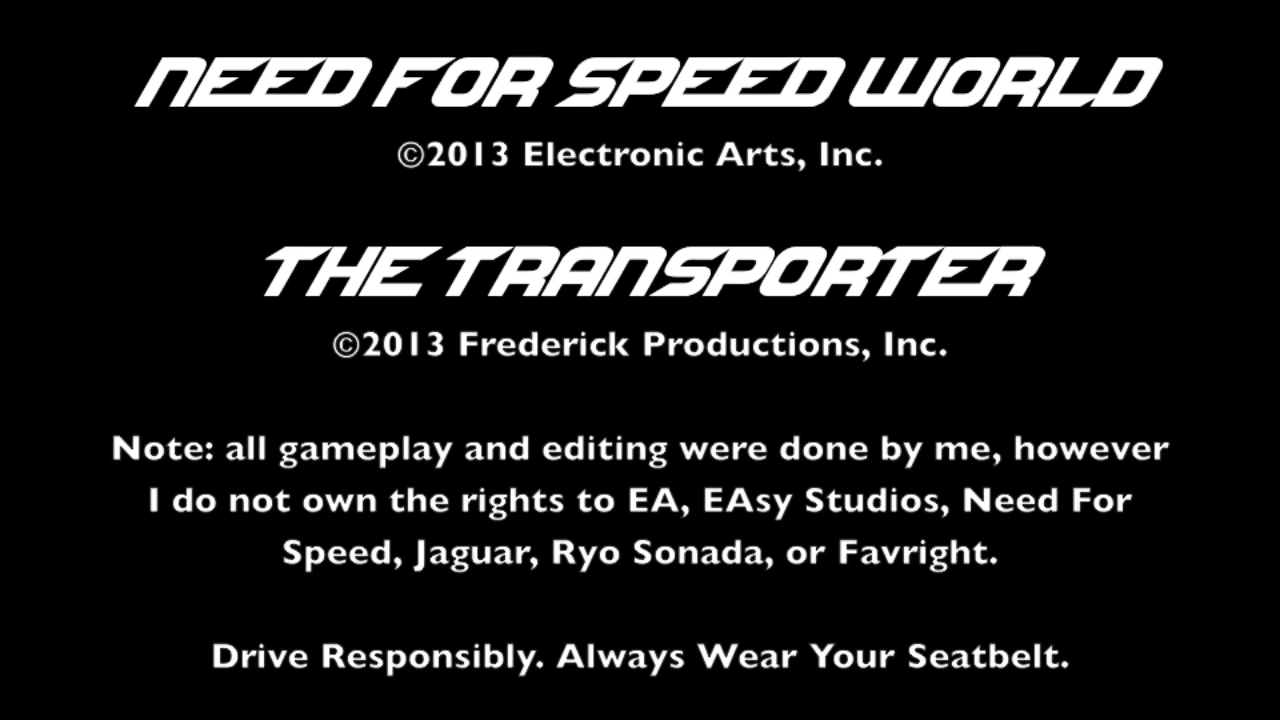 NEED FOR SPEED WORLD
©2013 Electronic Arts, Inc.
THE TRANSPORTER
©2013 Frederick Productions, Inc.
Note: all gameplay and editing were done by me, however
I do not own the rights to EA, EAsy Studios, Need For
Speed, Jaguar, Ryo Sonada, or Favright.
Drive Responsibly. Always Wear Your Seatbelt.